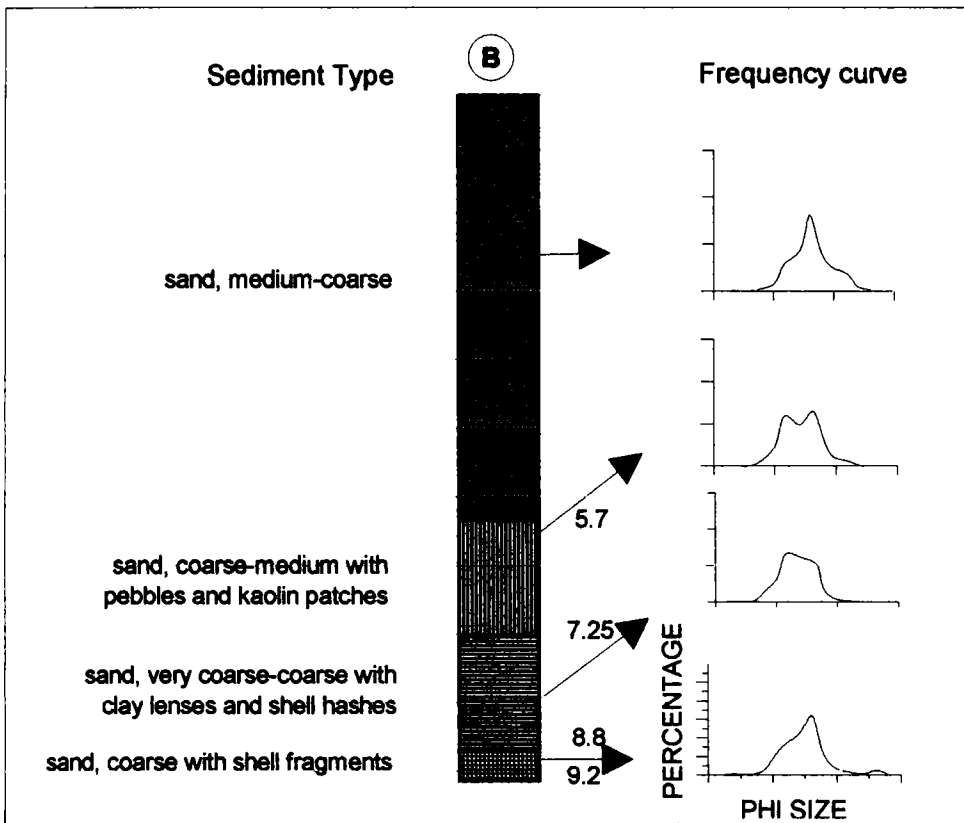 B
Sediment Type
Frequency curve
sand, medium-coarse
5.7
sand, coarse-medium with
pebbles and kaolin patches
7.25
sand, very coarse-coarse with
clay lenses and shell hashes
8.8
sand, coarse with shell fragments
9.2
PERCENTAGE
PHI SIZE